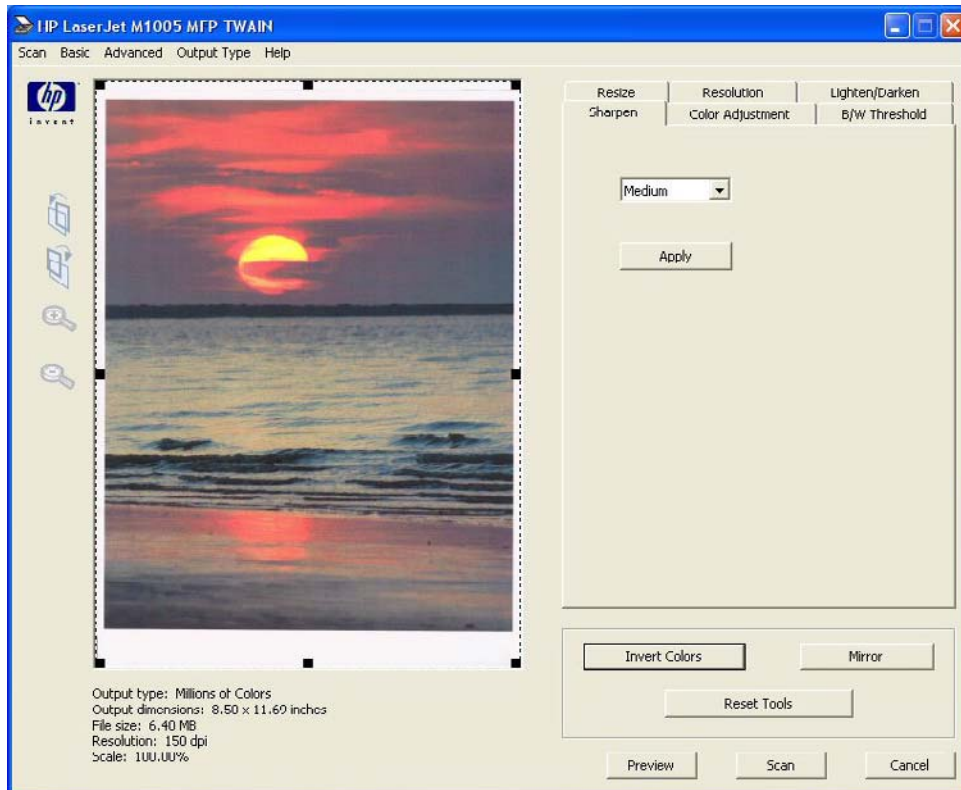 HP LaserJet M1005 MFP TWAIN
Scan Basic Advanced Output Type Help
hp
invent
Resize Resolution Lighten/Darken
Sharpen Color Adjustment B/W Threshold
Medium
Apply
Invert Colors Mirror
Reset Tools
Output type: Millions of Colors
Output dimensions: 8.50 x 11.69 inches
File size: 6.40 MB
Resolution: 150 dpi
Scale: 100.00%
Preview Scan Cancel